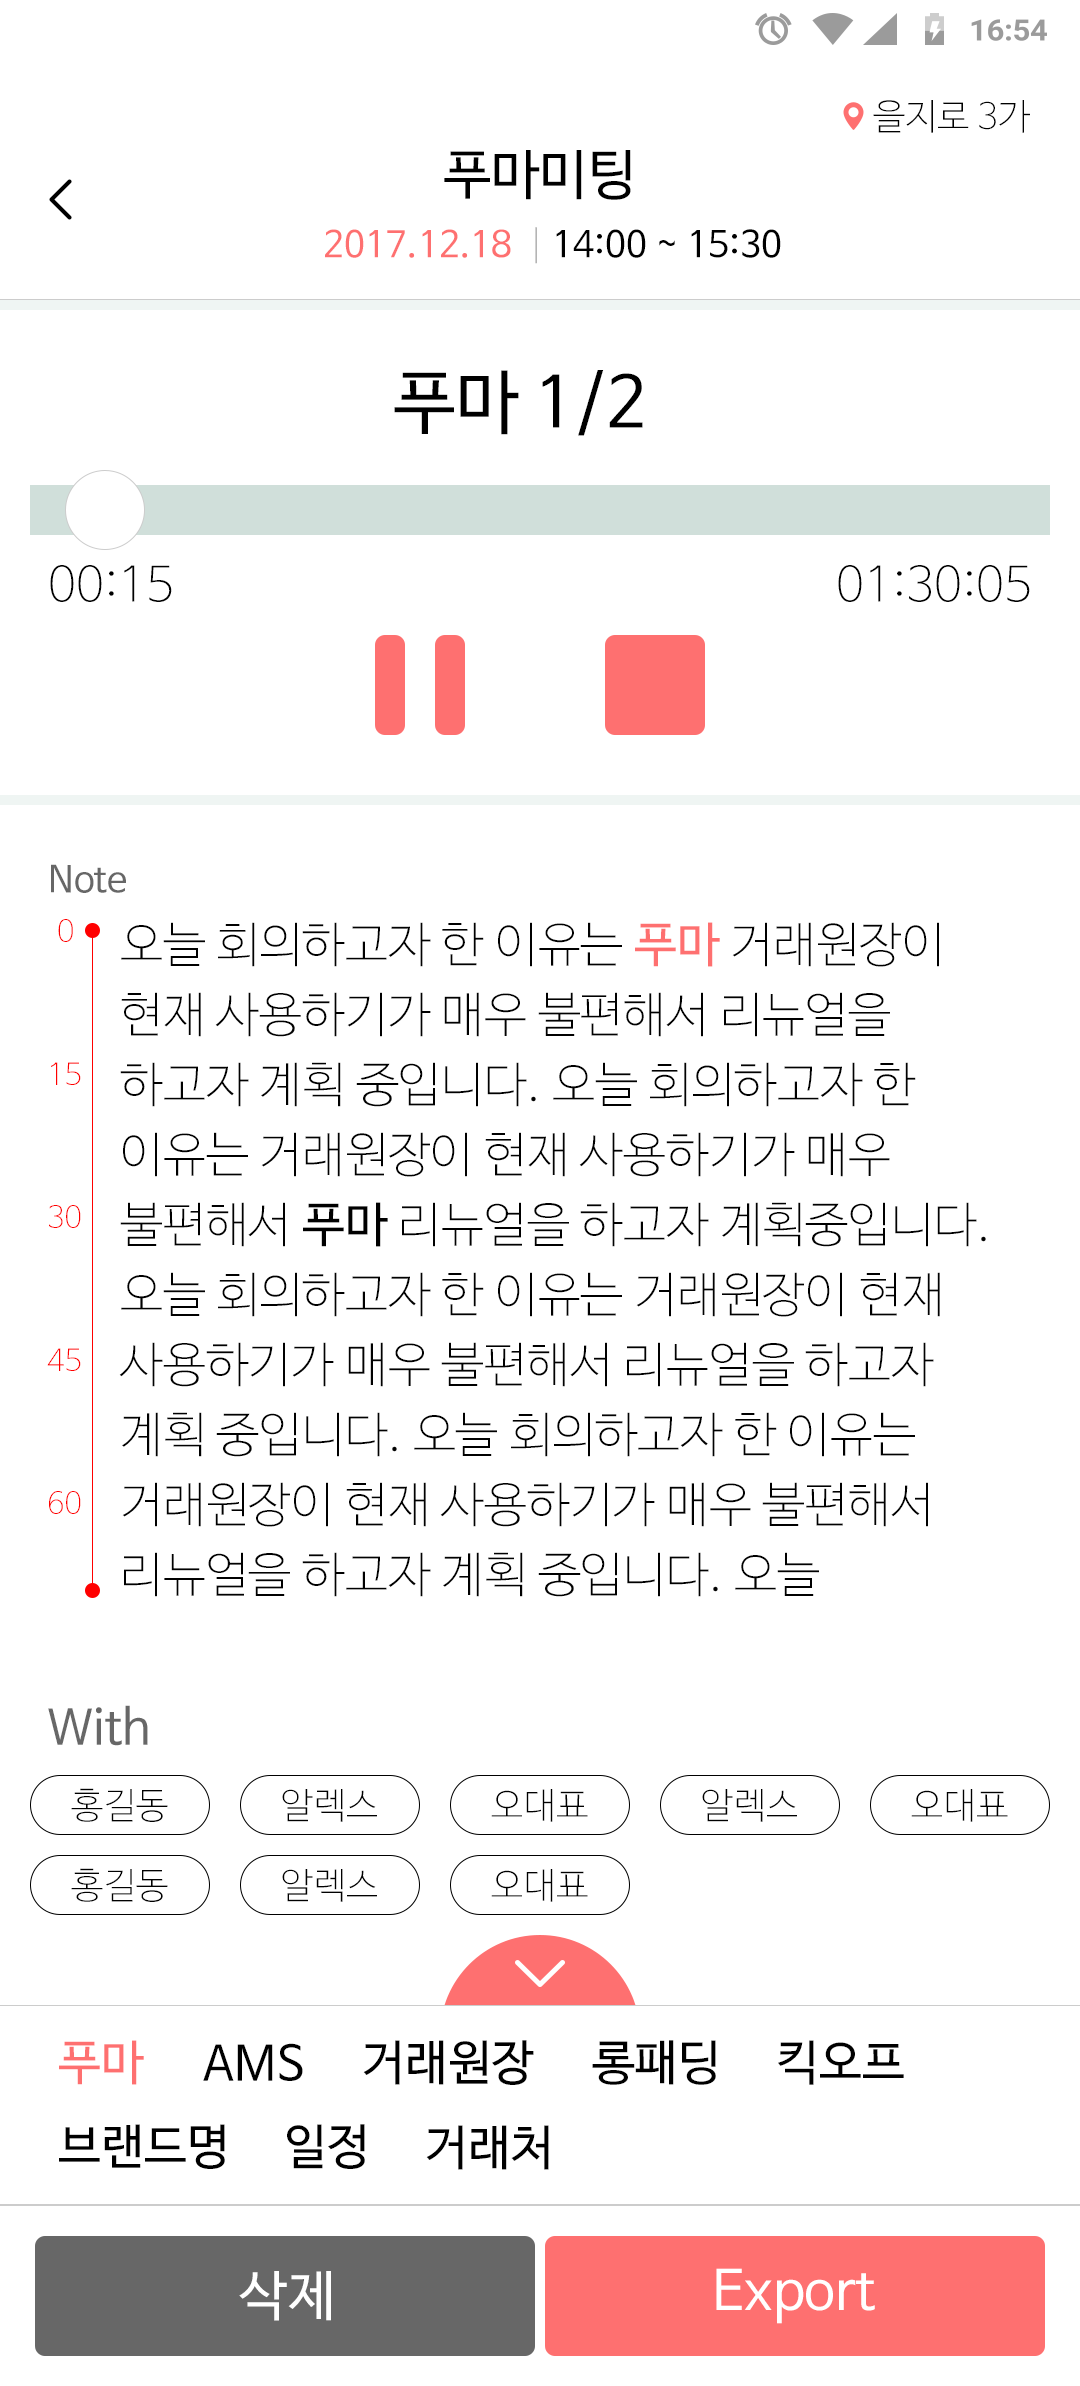 16:54
을지로 3가
푸마미팅
2017.12.18 | 14:00 ~ 15:30
푸마 1/2
00:15 01:30:05
Note
0 오늘 회의하고자 한 이유는 푸마 거래원장이
현재 사용하기가 매우 불편해서 리뉴얼을
15 하고자 계획 중입니다. 오늘 회의하고자 한
이유는 거래원장이 현재 사용하기가 매우
30 불편해서 푸마 리뉴얼을 하고자 계획중입니다.
오늘 회의하고자 한 이유는 거래원장이 현재
45 사용하기가 매우 불편해서 리뉴얼을 하고자
계획 중입니다. 오늘 회의하고자 한 이유는
60 거래원장이 현재 사용하기가 매우 불편해서
리뉴얼을 하고자 계획 중입니다. 오늘
With
홍길동 알렉스 오대표 알렉스 오대표
홍길동 알렉스 오대표
푸마 AMS 거래원장 롱패딩 킥오프
브랜드명 일정 거래처
삭제 Export